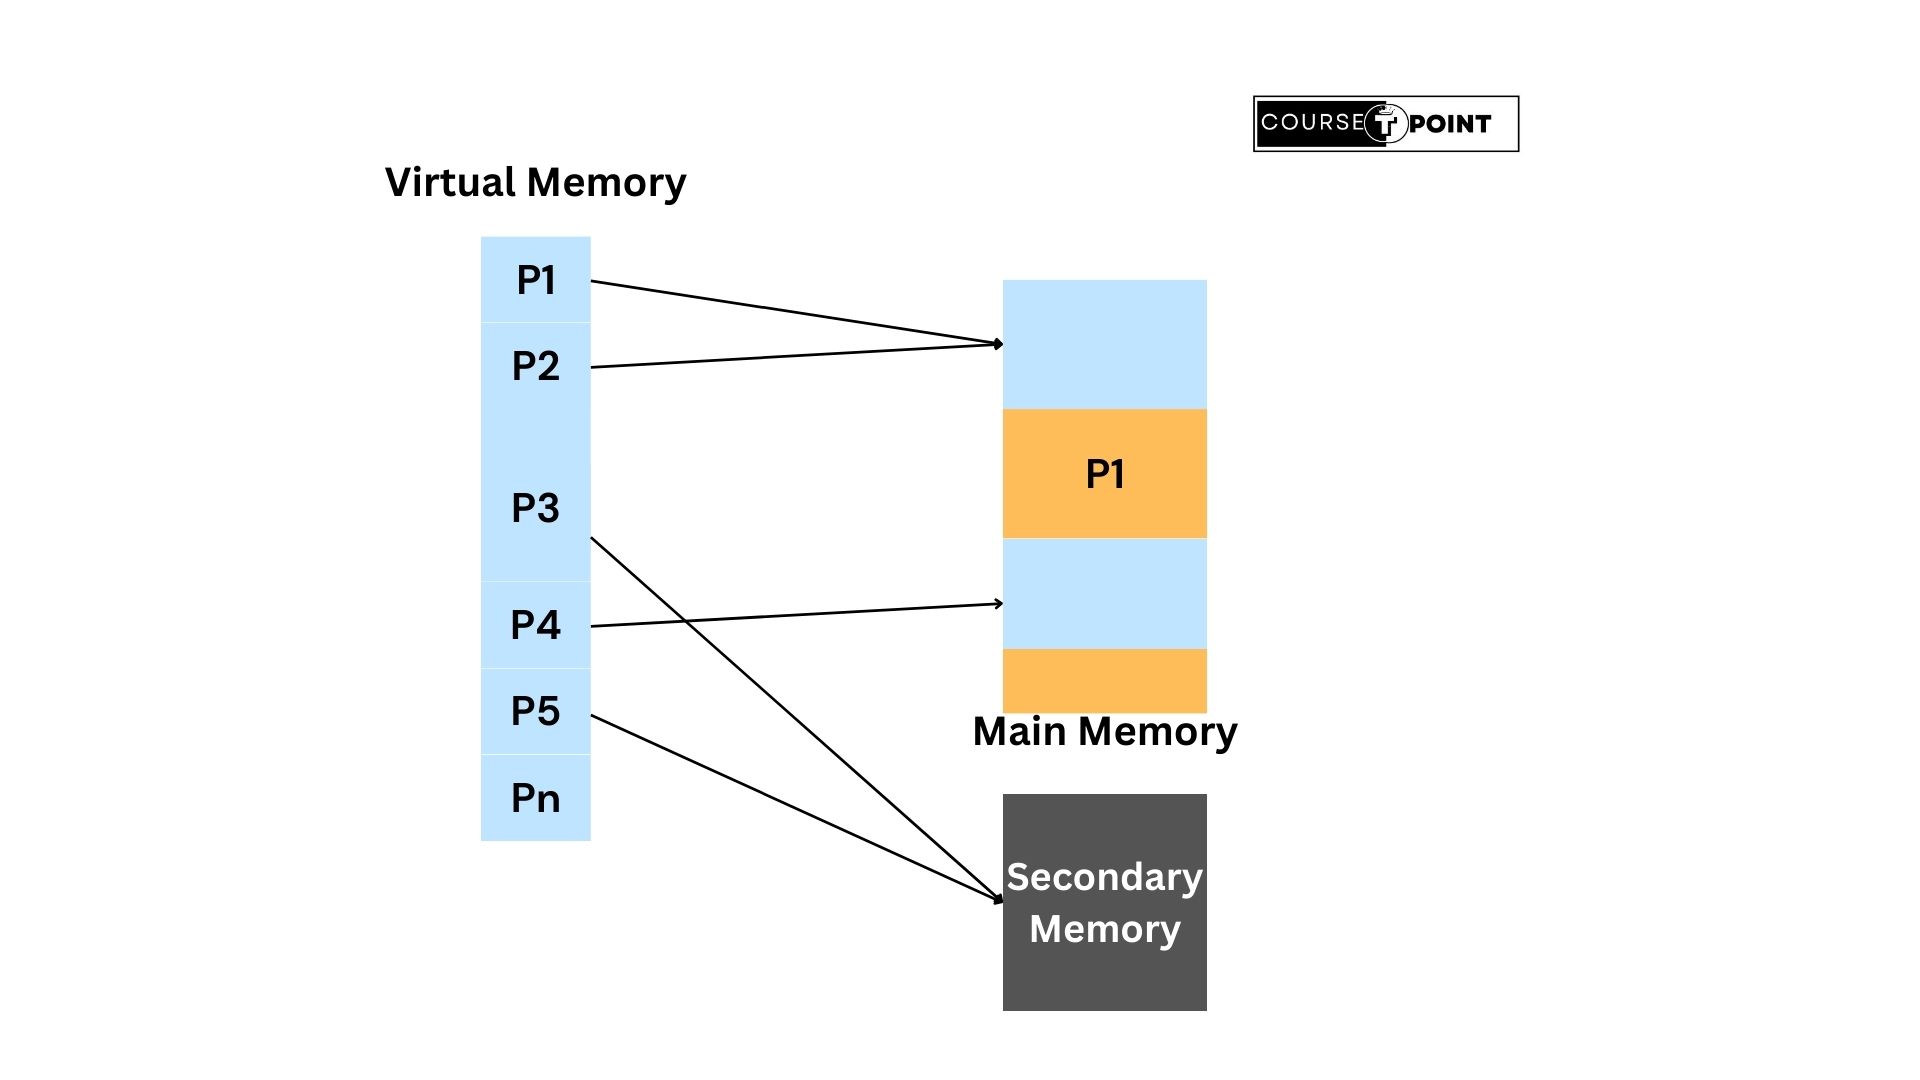 COURSE T POINT
Virtual Memory
P1
P2
P3
P4
P5
Pn
P1
Main Memory
Secondary
Memory